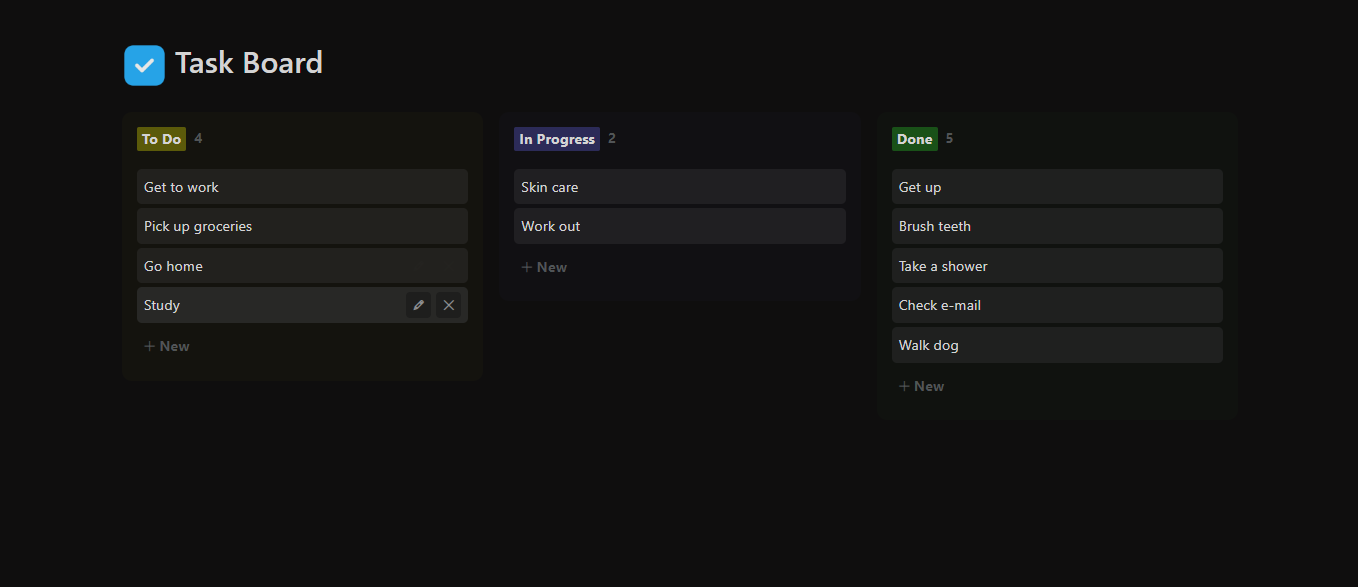 Task Board
To Do 4
Get to work
Pick up groceries
Go home
Study
+ New
In Progress 2
Skin care
Work out
+ New
Done 5
Get up
Brush teeth
Take a shower
Check e-mail
Walk dog
+ New